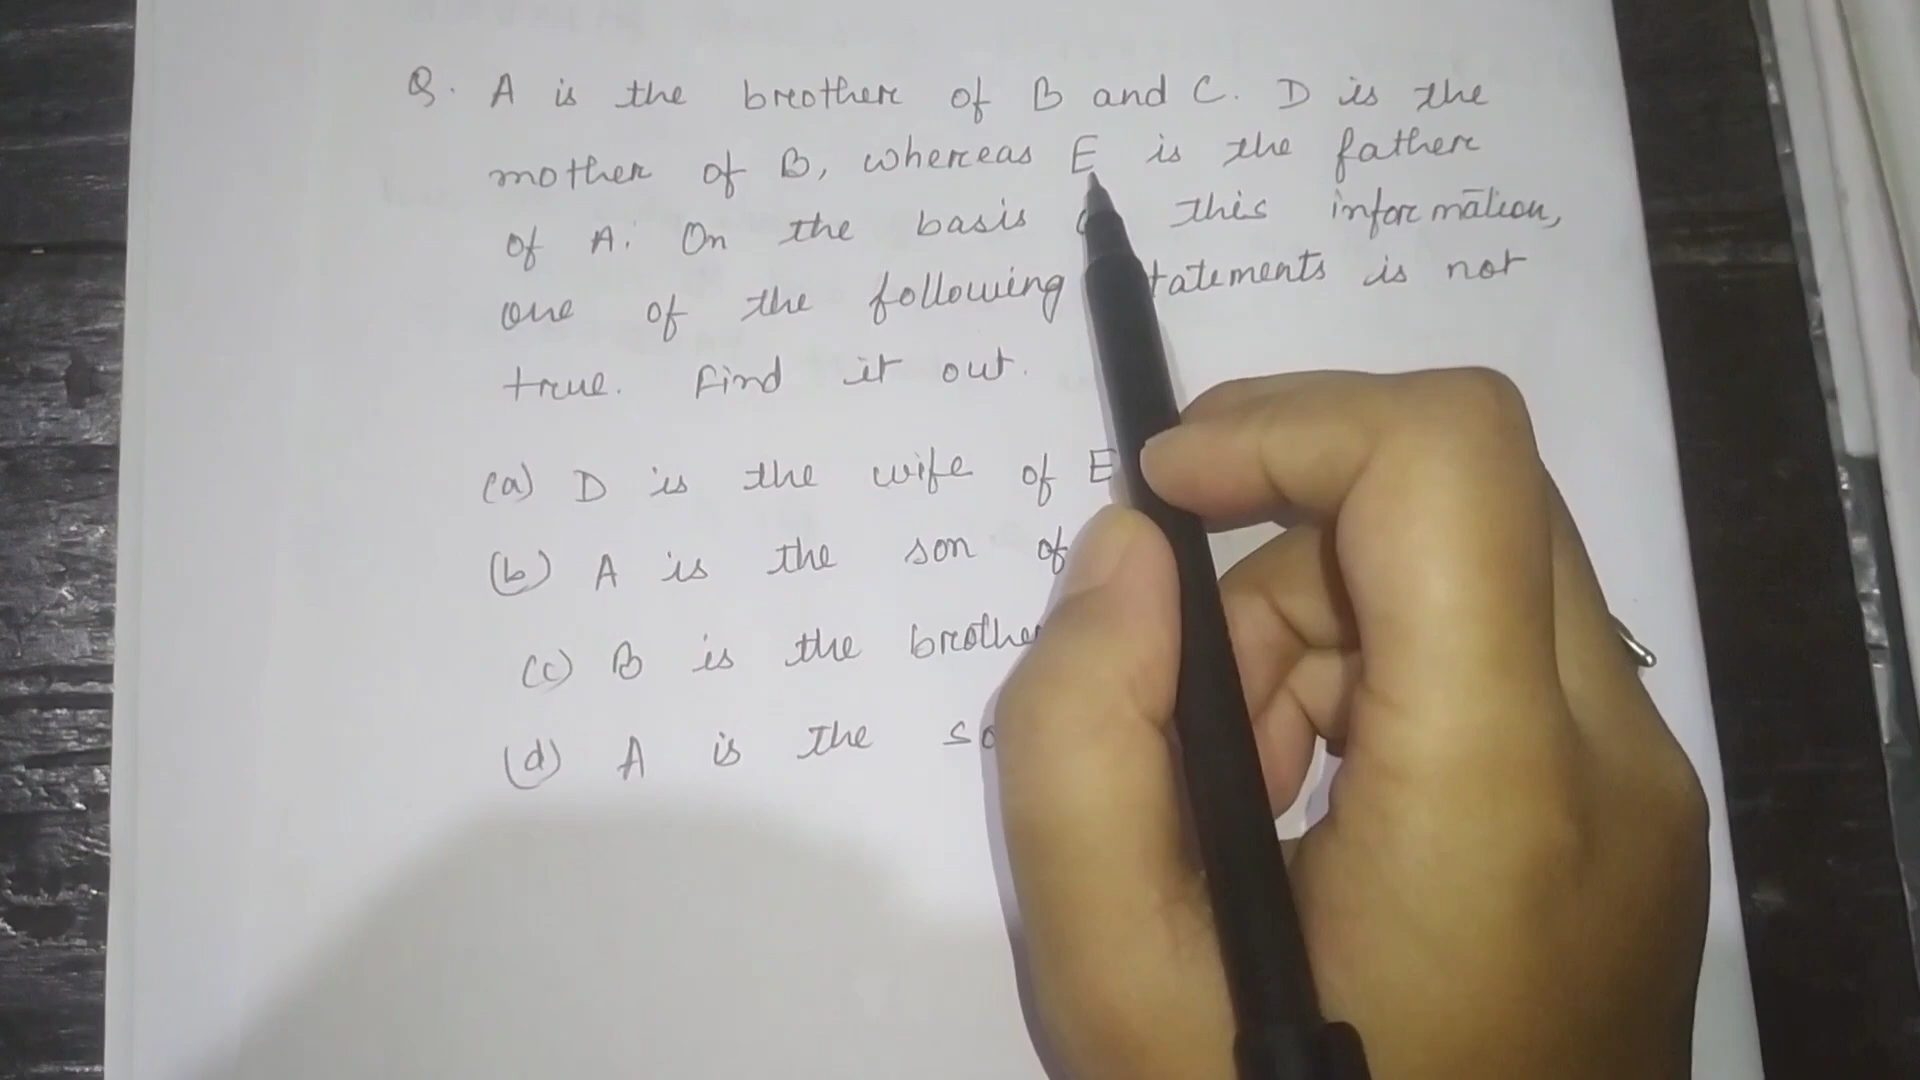 Q. A is the brother of B and C. D is the
mother of B, whereas E is the father
of A. On the basis this information,
one of the following statements is not
true. Find it out.
(a) D is the wife of E
(b) A is the son of
(c) B is the brother
(d) A is the